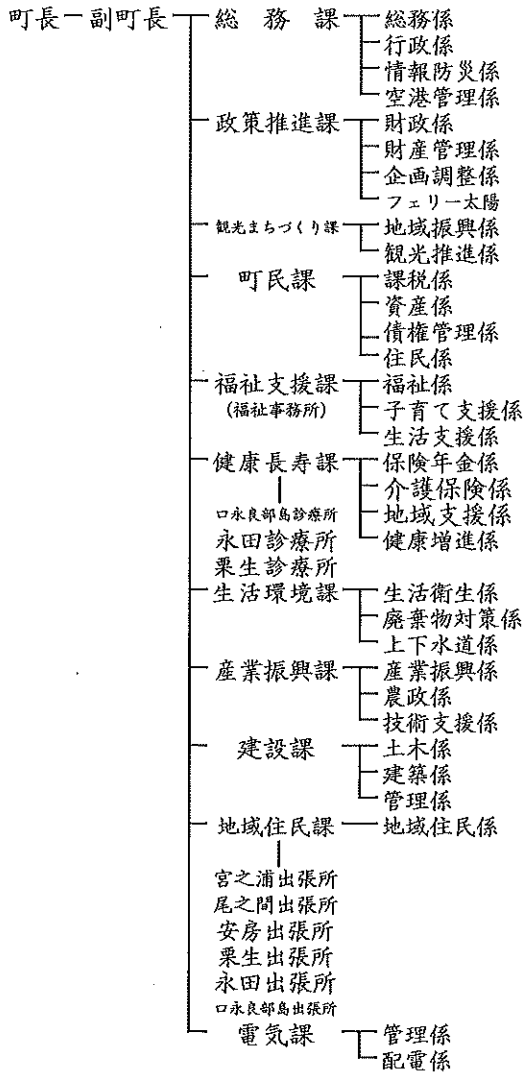 町長 副町長 総務課 総務係
行政係
情報防災係
空港管理係
政策推進課 財政係
財産管理係
企画調整係
フェリー太陽
観光まちづくり課 地域振興係
観光推進係
町民課 課税係
資産係
債権管理係
住民係
福祉支援課 福祉係
(福祉事務所) 子育て支援係
生活支援係
健康長寿課 保険年金係
介護保険係
口永良部島診療所 地域支援係
永田診療所 健康増進係
栗生診療所
生活環境課 生活衛生係
廃棄物対策係
上下水道係
産業振興課 産業振興係
農政係
技術支援係
建設課 土木係
建築係
管理係
地域住民課 地域住民係
宮之浦出張所
尾之間出張所
安房出張所
栗生出張所
永田出張所
口永良部島出張所
電気課 管理係
配電係